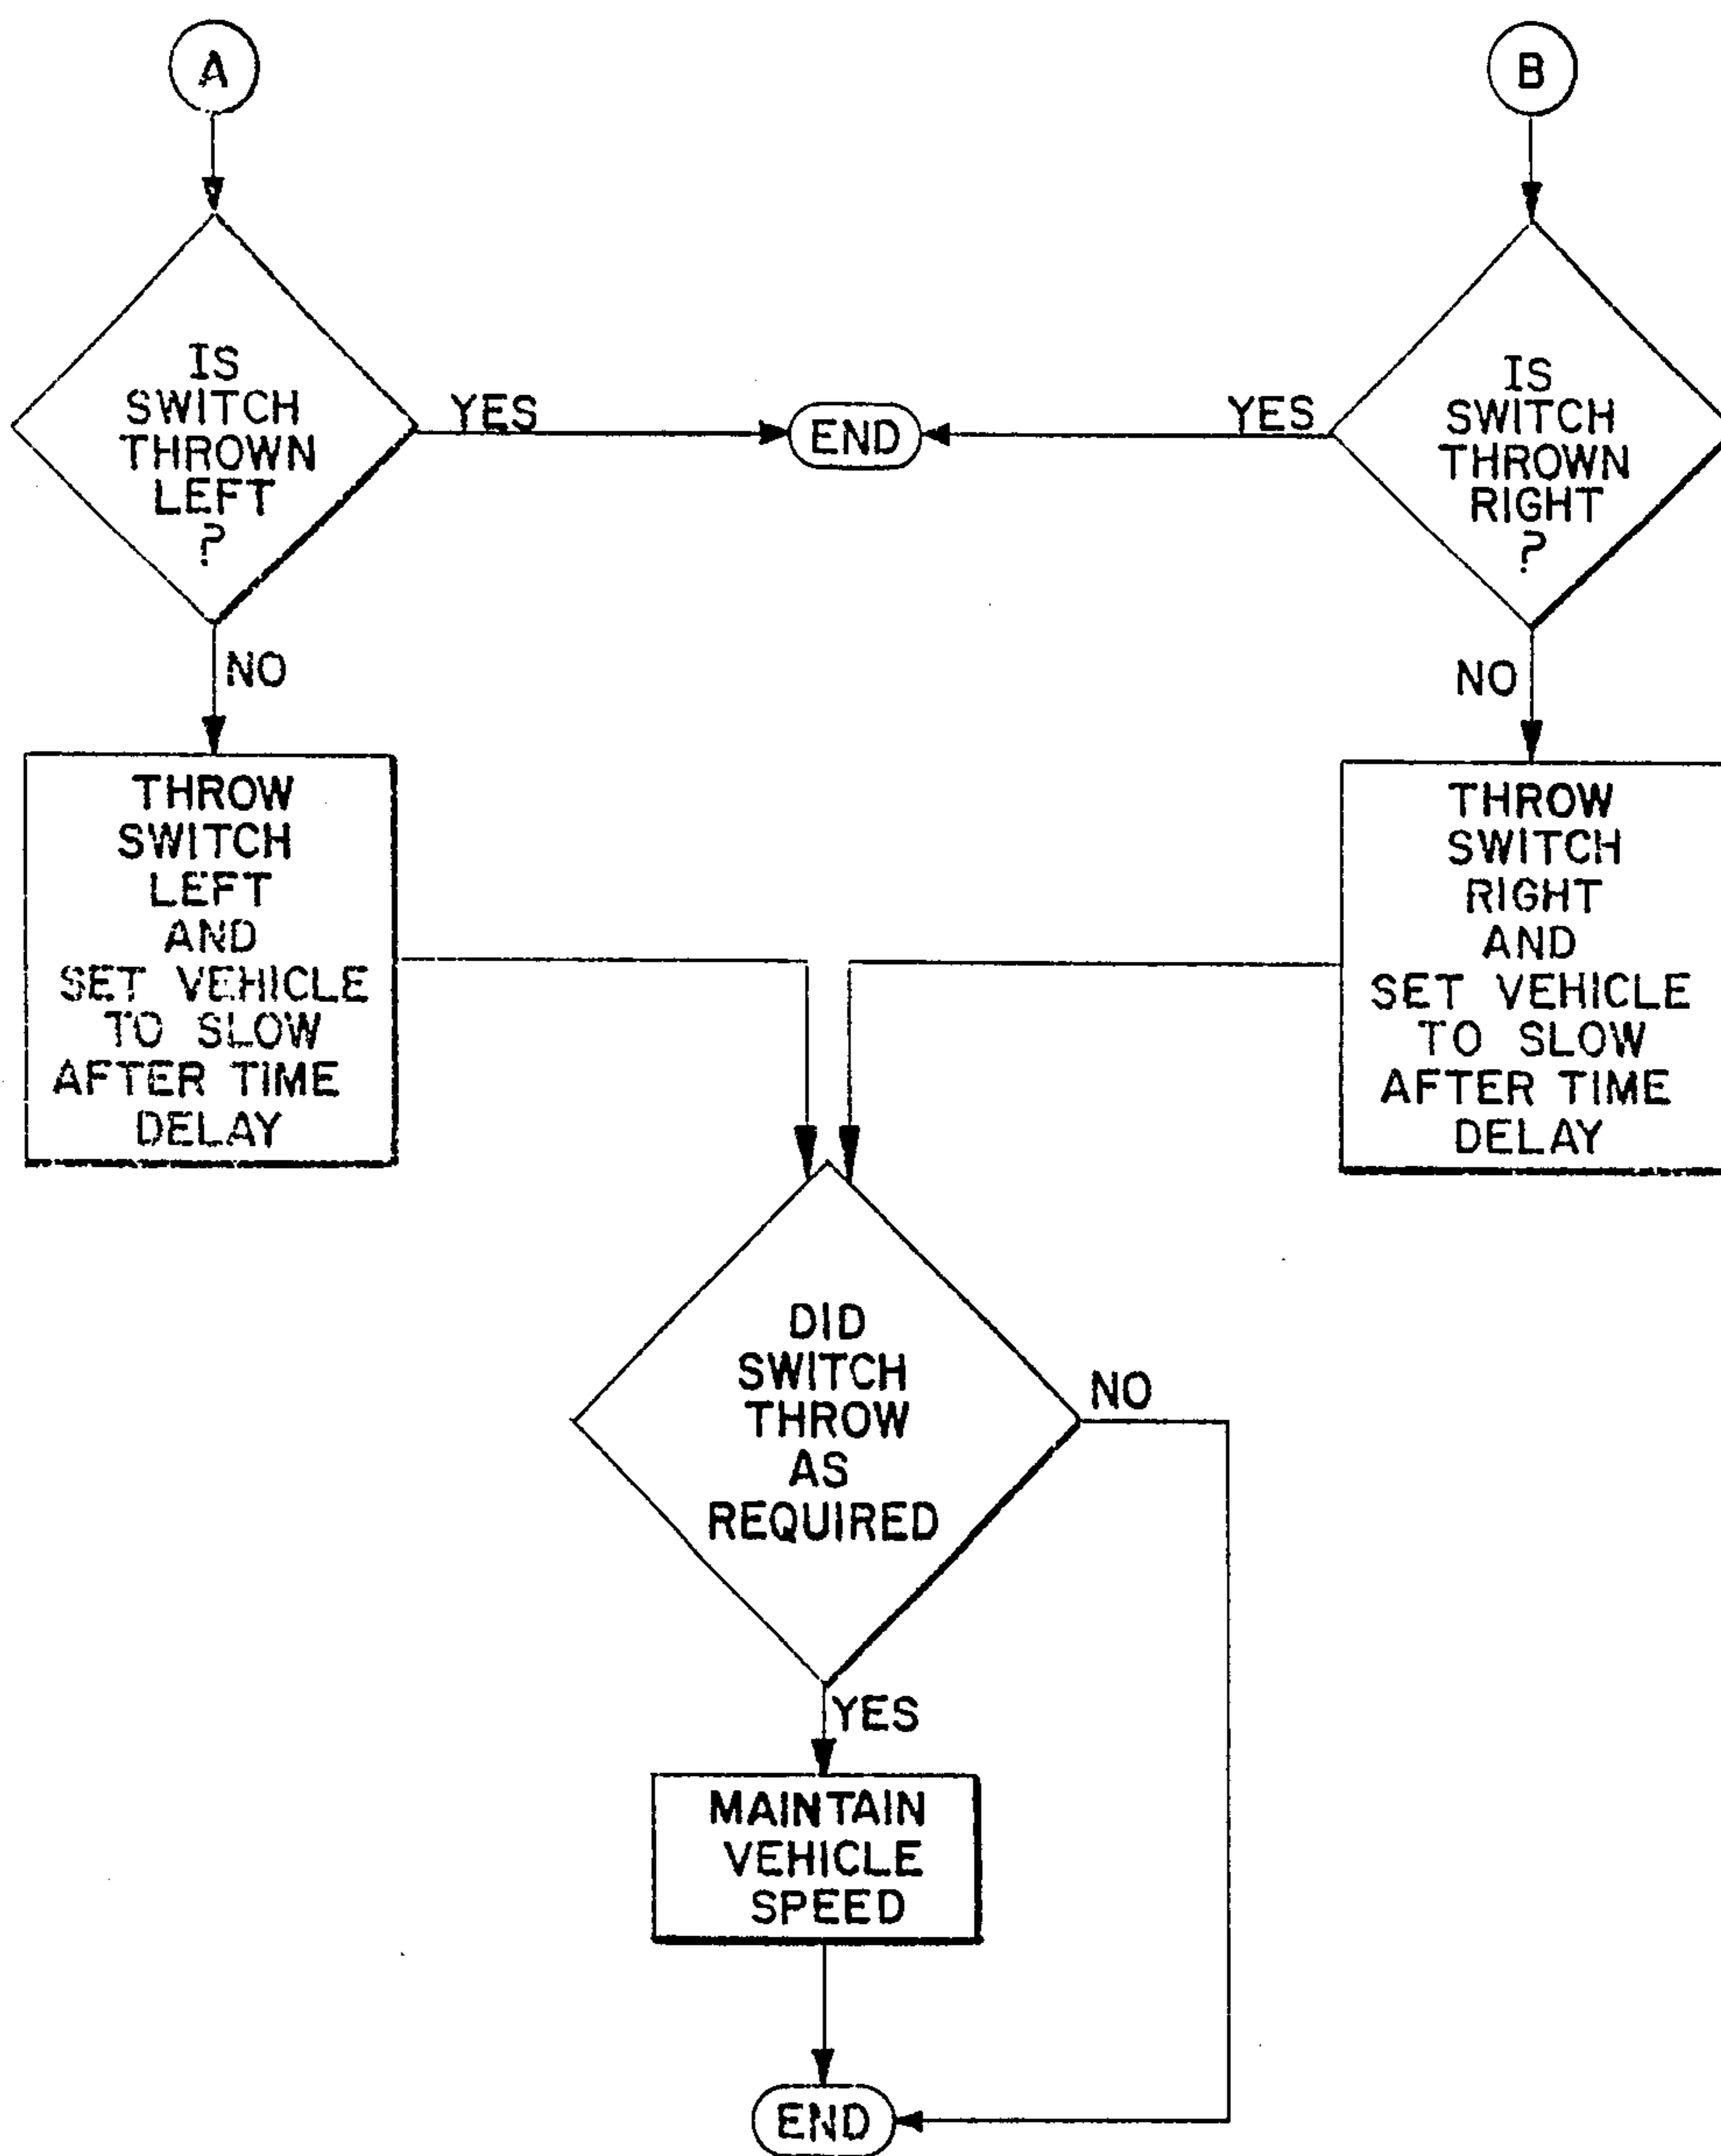 A
B
IS
SWITCH
THROWN
LEFT
?
YES
END
YES
IS
SWITCH
THROWN
RIGHT
?
NO
NO
THROW
SWITCH
LEFT
AND
SET VEHICLE
TO SLOW
AFTER TIME
DELAY
THROW
SWITCH
RIGHT
AND
SET VEHICLE
TO SLOW
AFTER TIME
DELAY
DID
SWITCH
THROW
AS
REQUIRED
NO
YES
MAINTAIN
VEHICLE
SPEED
END